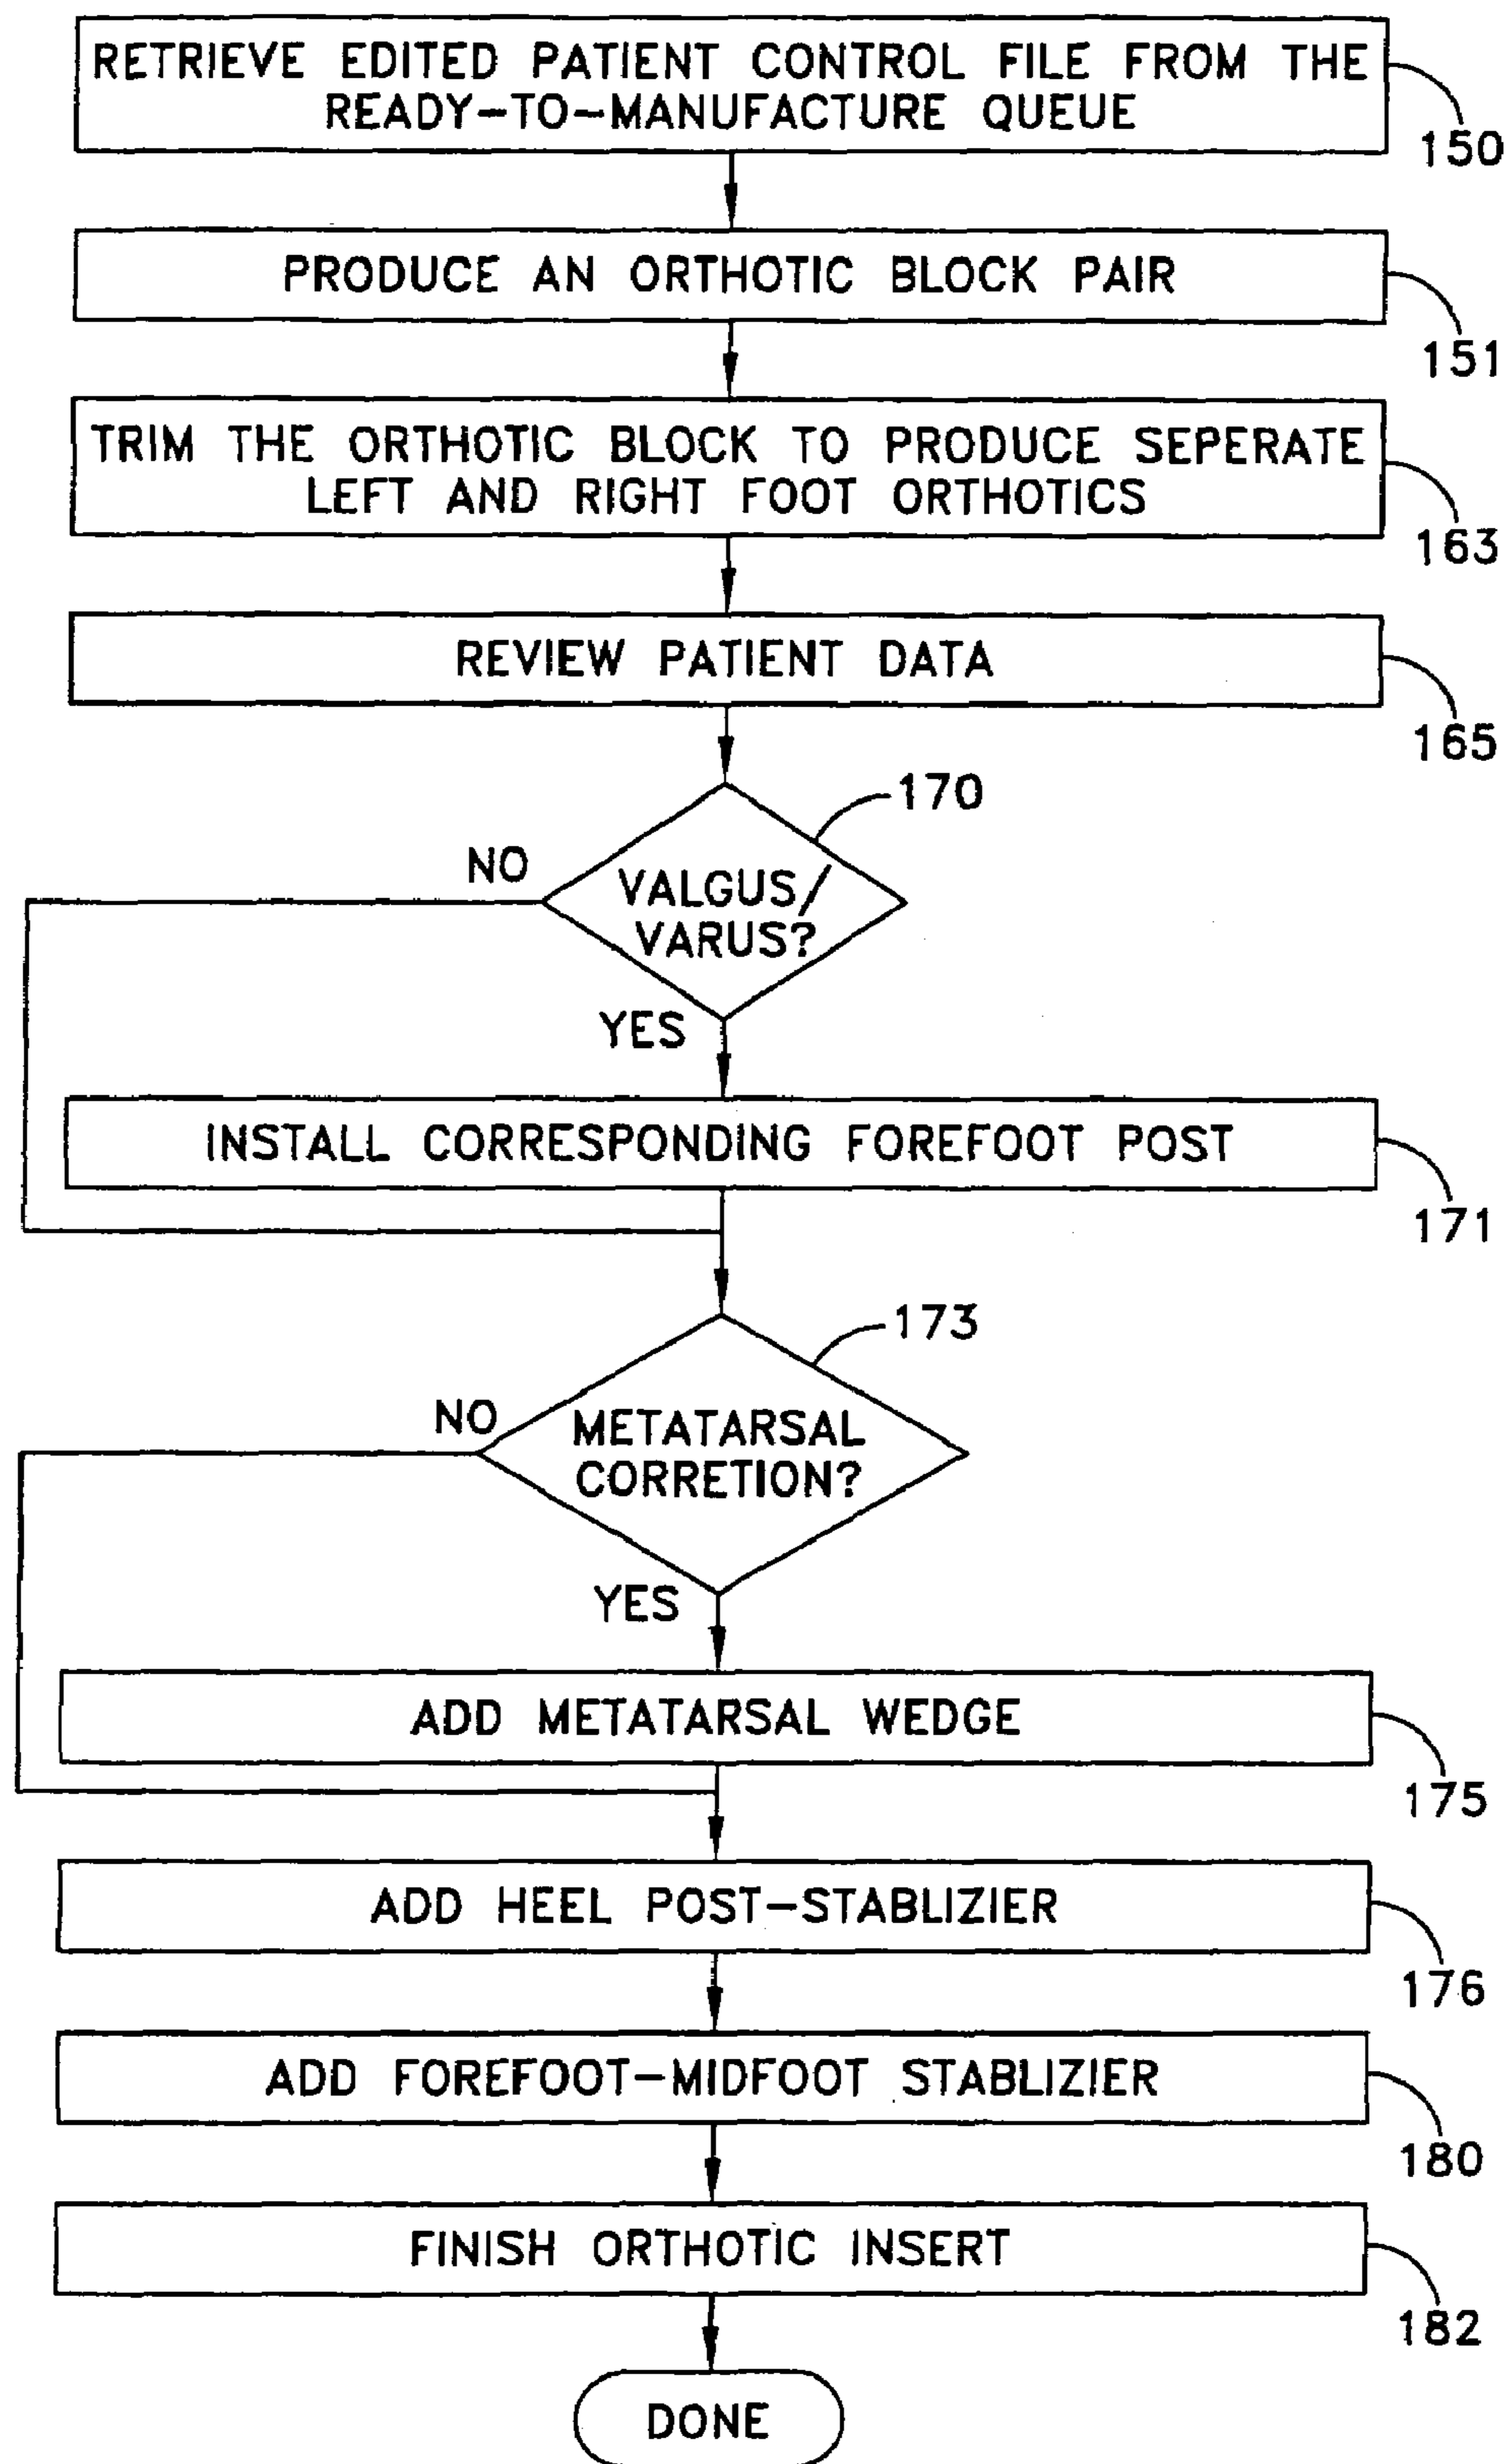 RETRIEVE EDITED PATIENT CONTROL FILE FROM THE
READY-TO-MANUFACTURE QUEUE
150
PRODUCE AN ORTHOTIC BLOCK PAIR
151
TRIM THE ORTHOTIC BLOCK TO PRODUCE SEPERATE
LEFT AND RIGHT FOOT ORTHOTICS
163
REVIEW PATIENT DATA
165
170
NO
VALGUS/
VARUS?
YES
INSTALL CORRESPONDING FOREFOOT POST
171
173
NO
METATARSAL
CORRETION?
YES
ADD METATARSAL WEDGE
175
ADD HEEL POST-STABLIZIER
176
ADD FOREFOOT-MIDFOOT STABLIZIER
180
FINISH ORTHOTIC INSERT
182
DONE